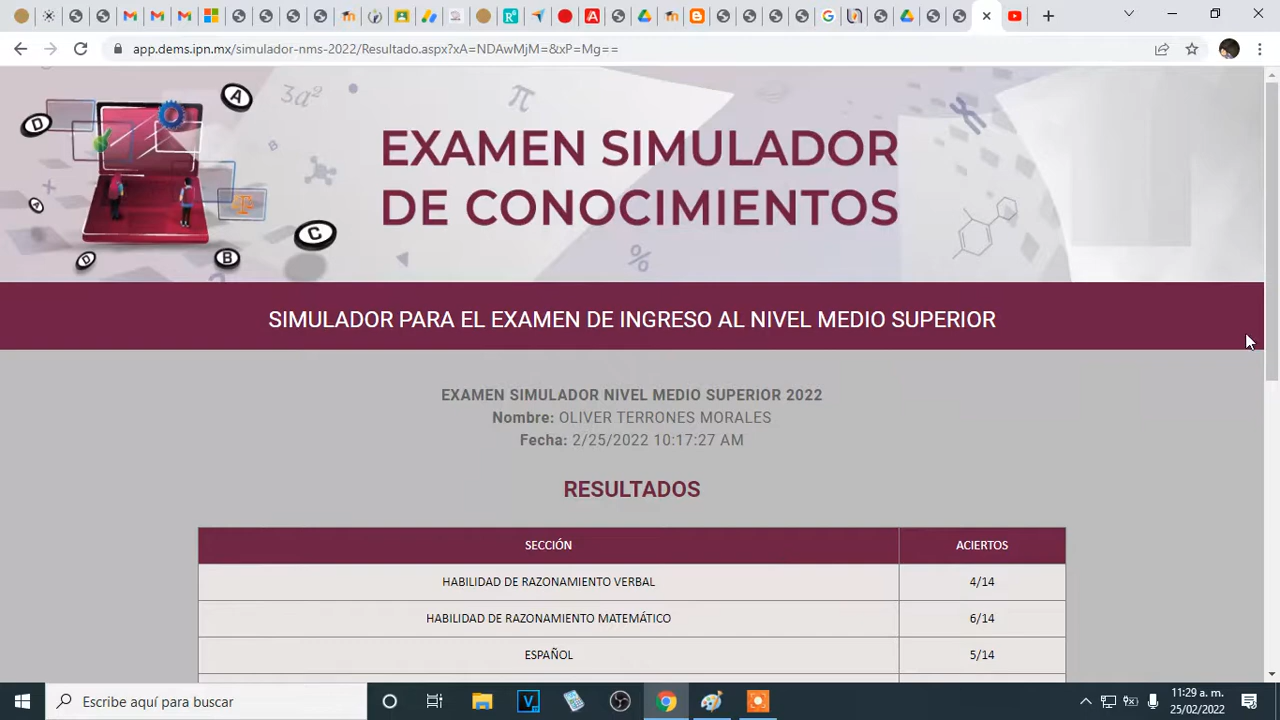 app.dems.ipn.mx/simulador-nms-2022/Resultado.aspx?xA=NDAwMjM=&xP=Mg==
3a²
π
A
D
EXAMEN SIMULADOR
DE CONOCIMIENTOS
C
B
D
%
SIMULADOR PARA EL EXAMEN DE INGRESO AL NIVEL MEDIO SUPERIOR
EXAMEN SIMULADOR NIVEL MEDIO SUPERIOR 2022
Nombre: OLIVER TERRONES MORALES
Fecha: 2/25/2022 10:17:27 AM
RESULTADOS
SECCIÓN ACIERTOS
HABILIDAD DE RAZONAMIENTO VERBAL 4/14
HABILIDAD DE RAZONAMIENTO MATEMÁTICO 6/14
ESPAÑOL 5/14
Escribe aquí para buscar
11:29 a. m.
25/02/2022